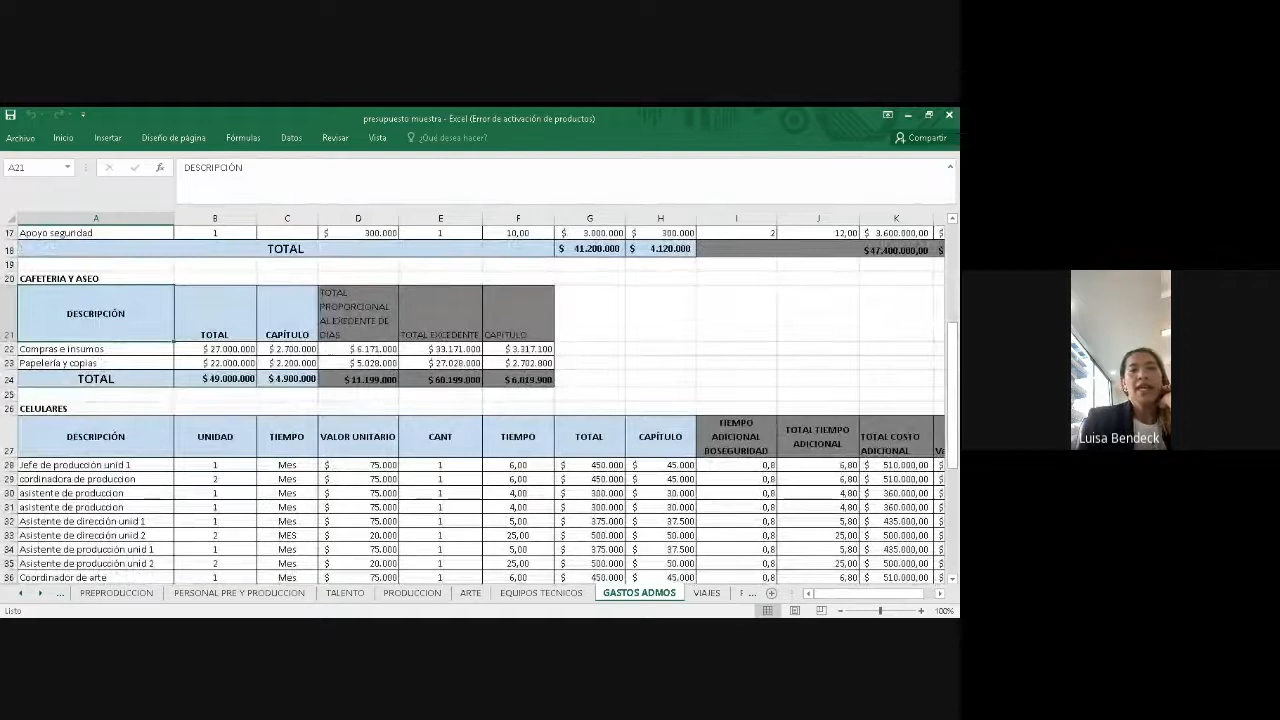 presupuesto muestra - Excel (Error de activación de productos)
Archivo Inicio Insertar Diseño de página Fórmulas Datos Revisar Vista ¿Qué desea hacer? Compartir
A21 fx DESCRIPCIÓN
A B C D E F G H I J K
17 Apoyo seguridad 1 $ 300.000 1 10,00 $ 3.000.000 $ 300.000 2 12,00 $ 3.600.000,00 $
18 TOTAL $ 41.200.000 $ 4.120.000 $47.400.000,00 $
19
20 CAFETERIA Y ASEO
21 DESCRIPCIÓN TOTAL CAPÍTULO TOTAL PROPORCIONAL AL EXEDENTE DE DIAS TOTAL EXCEDENTE CAPITULO
22 Compras e insumos $ 27.000.000 $ 2.700.000 $ 6.171.000 $ 33.171.000 $ 3.317.100
23 Papelería y copias $ 22.000.000 $ 2.200.000 $ 5.028.000 $ 27.028.000 $ 2.702.800
24 TOTAL $ 49.000.000 $ 4.900.000 $ 11.199.000 $ 60.199.000 $ 6.019.900
25
26 CELULARES
27 DESCRIPCIÓN UNIDAD TIEMPO VALOR UNITARIO CANT TIEMPO TOTAL CAPÍTULO TIEMPO ADICIONAL BOSEGURIDAD TOTAL TIEMPO ADICIONAL TOTAL COSTO ADICIONAL
28 Jefe de producción unid 1 1 Mes $ 75.000 1 6,00 $ 450.000 $ 45.000 0,8 6,80 $ 510.000,00 $
29 cordinadora de produccion 2 Mes $ 75.000 1 6,00 $ 450.000 $ 45.000 0,8 6,80 $ 510.000,00 $
30 asistente de produccion 1 Mes $ 75.000 1 4,00 $ 300.000 $ 30.000 0,8 4,80 $ 360.000,00 $
31 asistente de produccion 1 Mes $ 75.000 1 4,00 $ 300.000 $ 30.000 0,8 4,80 $ 360.000,00 $
32 Asistente de dirección unid 1 1 Mes $ 75.000 1 5,00 $ 375.000 $ 37.500 0,8 5,80 $ 435.000,00 $
33 Asistente de dirección unid 2 2 MES $ 20.000 1 25,00 $ 500.000 $ 50.000 0,8 25,00 $ 500.000,00 $
34 Asistente de producción unid 1 1 Mes $ 75.000 1 5,00 $ 375.000 $ 37.500 0,8 5,80 $ 435.000,00 $
35 Asistente de producción unid 2 2 MES $ 20.000 1 25,00 $ 500.000 $ 50.000 0,8 25,00 $ 500.000,00 $
36 Coordinador de arte 1 Mes $ 75.000 1 6,00 $ 450.000 $ 45.000 0,8 6,80 $ 510.000,00 $
... PREPRODUCCION PERSONAL PRE Y PRODUCCION TALENTO PRODUCCION ARTE EQUIPOS TECNICOS GASTOS ADMOS VIAJES
Listo 100%
Luisa Bendeck